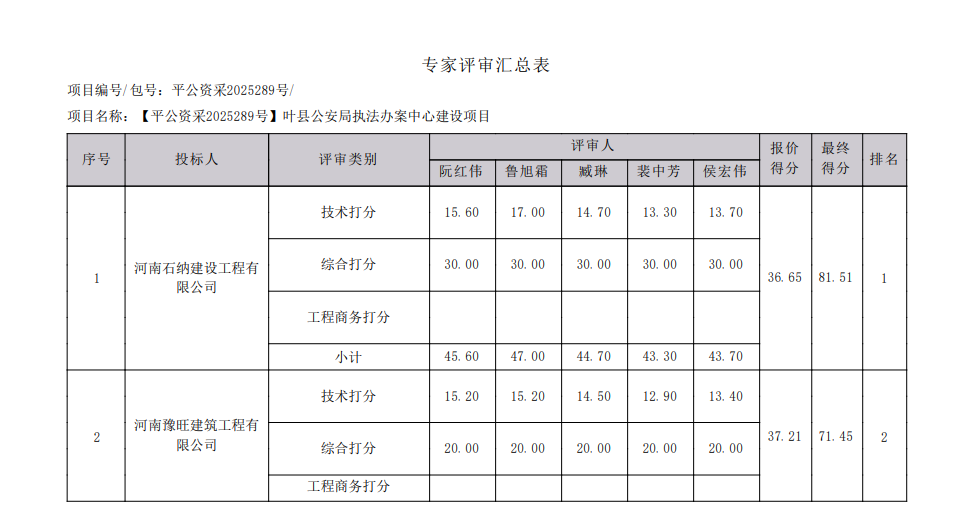 专家评审汇总表
项目编号/包号：平公资采2025289号/
项目名称：【平公资采2025289号】叶县公安局执法办案中心建设项目
序号 投标人 评审类别 评审人 报价得分 最终得分 排名
阮红伟 鲁旭霜 臧琳 裴中芳 侯宏伟
1 河南石纳建设工程有限公司 技术打分 15.60 17.00 14.70 13.30 13.70 36.65 81.51 1
综合打分 30.00 30.00 30.00 30.00 30.00
工程商务打分
小计 45.60 47.00 44.70 43.30 43.70
2 河南豫旺建筑工程有限公司 技术打分 15.20 15.20 14.50 12.90 13.40 37.21 71.45 2
综合打分 20.00 20.00 20.00 20.00 20.00
工程商务打分